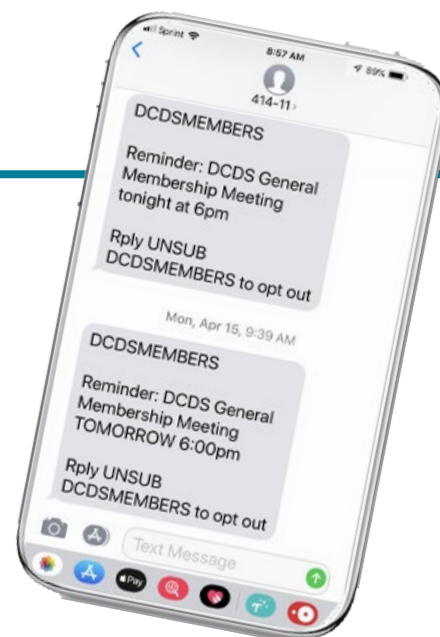 Sprint
8:57 AM
89%
414-11
DCDSMEMBERS
Reminder: DCDS General
Membership Meeting
tonight at 6pm
Rply UNSUB
DCDSMEMBERS to opt out
Mon, Apr 15, 9:39 AM
DCDSMEMBERS
Reminder: DCDS General
Membership Meeting
TOMORROW 6:00pm
Rply UNSUB
DCDSMEMBERS to opt out
Text Message
Pay